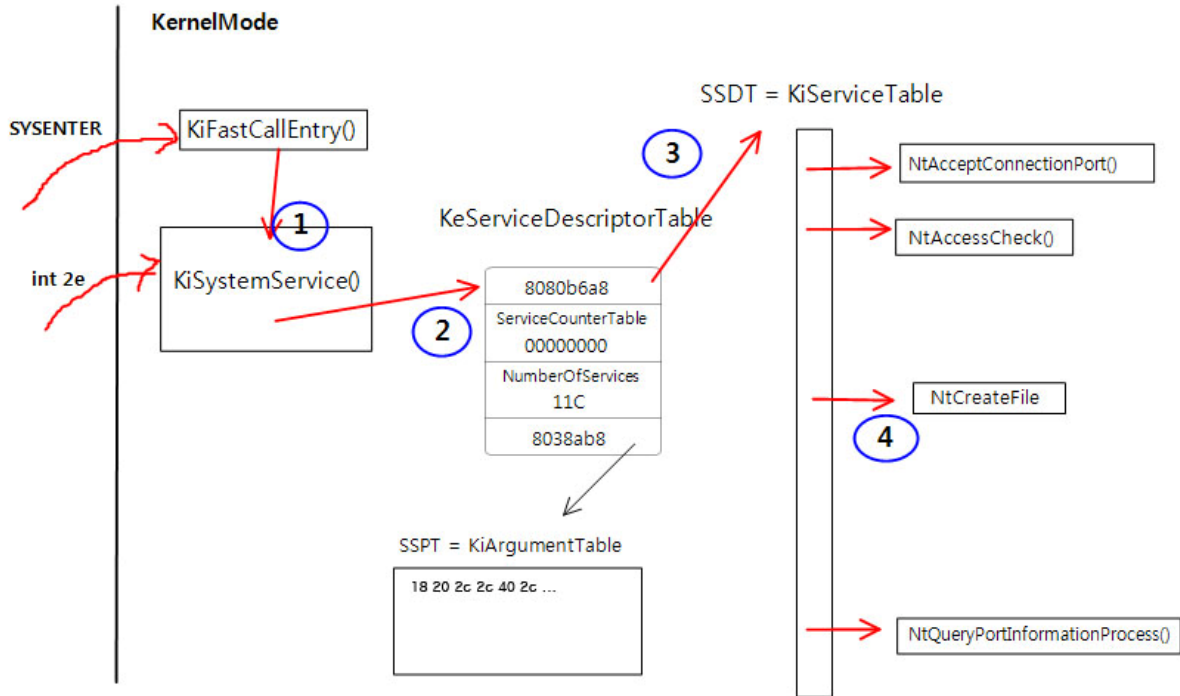 KernelMode
SSDT = KiServiceTable
SYSENTER
KiFastCallEntry()
3
NtAcceptConnectionPort()
KeServiceDescriptorTable
1
NtAccessCheck()
int 2e
KiSystemService()
8080b6a8
2
ServiceCounterTable
00000000
NumberOfServices
11C
NtCreateFile
8038ab8
4
SSPT = KiArgumentTable
18 20 2c 2c 40 2c ...
NtQueryPortInformationProcess()